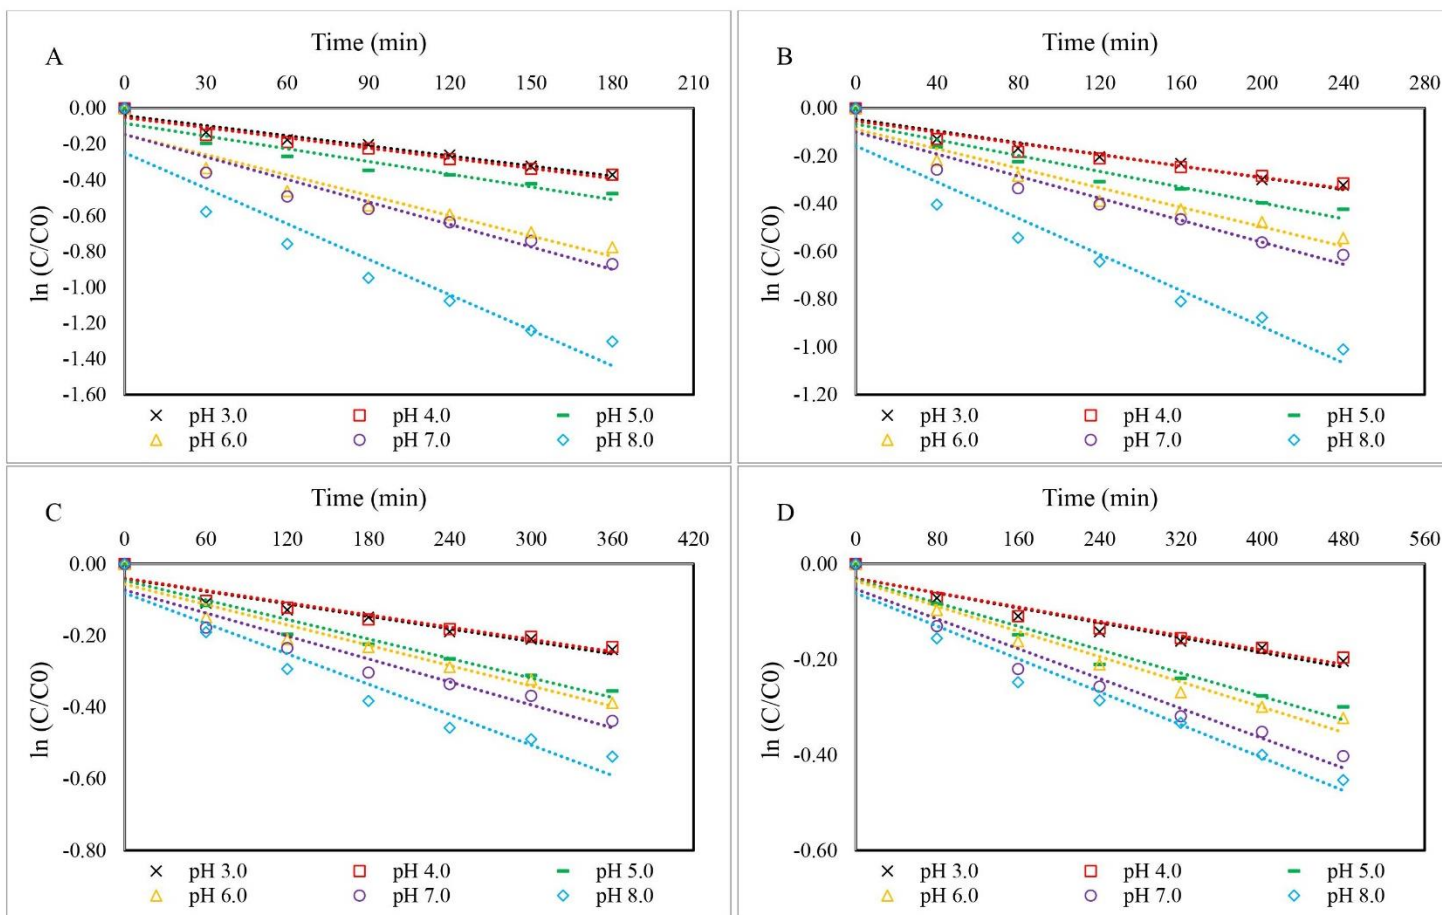 A
Time (min)
0 30 60 90 120 150 180 210
0.00
-0.20
-0.40
-0.60
-0.80
-1.00
-1.20
-1.40
-1.60
ln (C/C0)
pH 3.0 pH 4.0 pH 5.0
pH 6.0 pH 7.0 pH 8.0
B
Time (min)
0 40 80 120 160 200 240 280
0.00
-0.20
-0.40
-0.60
-0.80
-1.00
-1.20
ln (C/C0)
pH 3.0 pH 4.0 pH 5.0
pH 6.0 pH 7.0 pH 8.0
C
Time (min)
0 60 120 180 240 300 360 420
0.00
-0.20
-0.40
-0.60
-0.80
ln (C/C0)
pH 3.0 pH 4.0 pH 5.0
pH 6.0 pH 7.0 pH 8.0
D
Time (min)
0 80 160 240 320 400 480 560
0.00
-0.20
-0.40
-0.60
ln (C/C0)
pH 3.0 pH 4.0 pH 5.0
pH 6.0 pH 7.0 pH 8.0